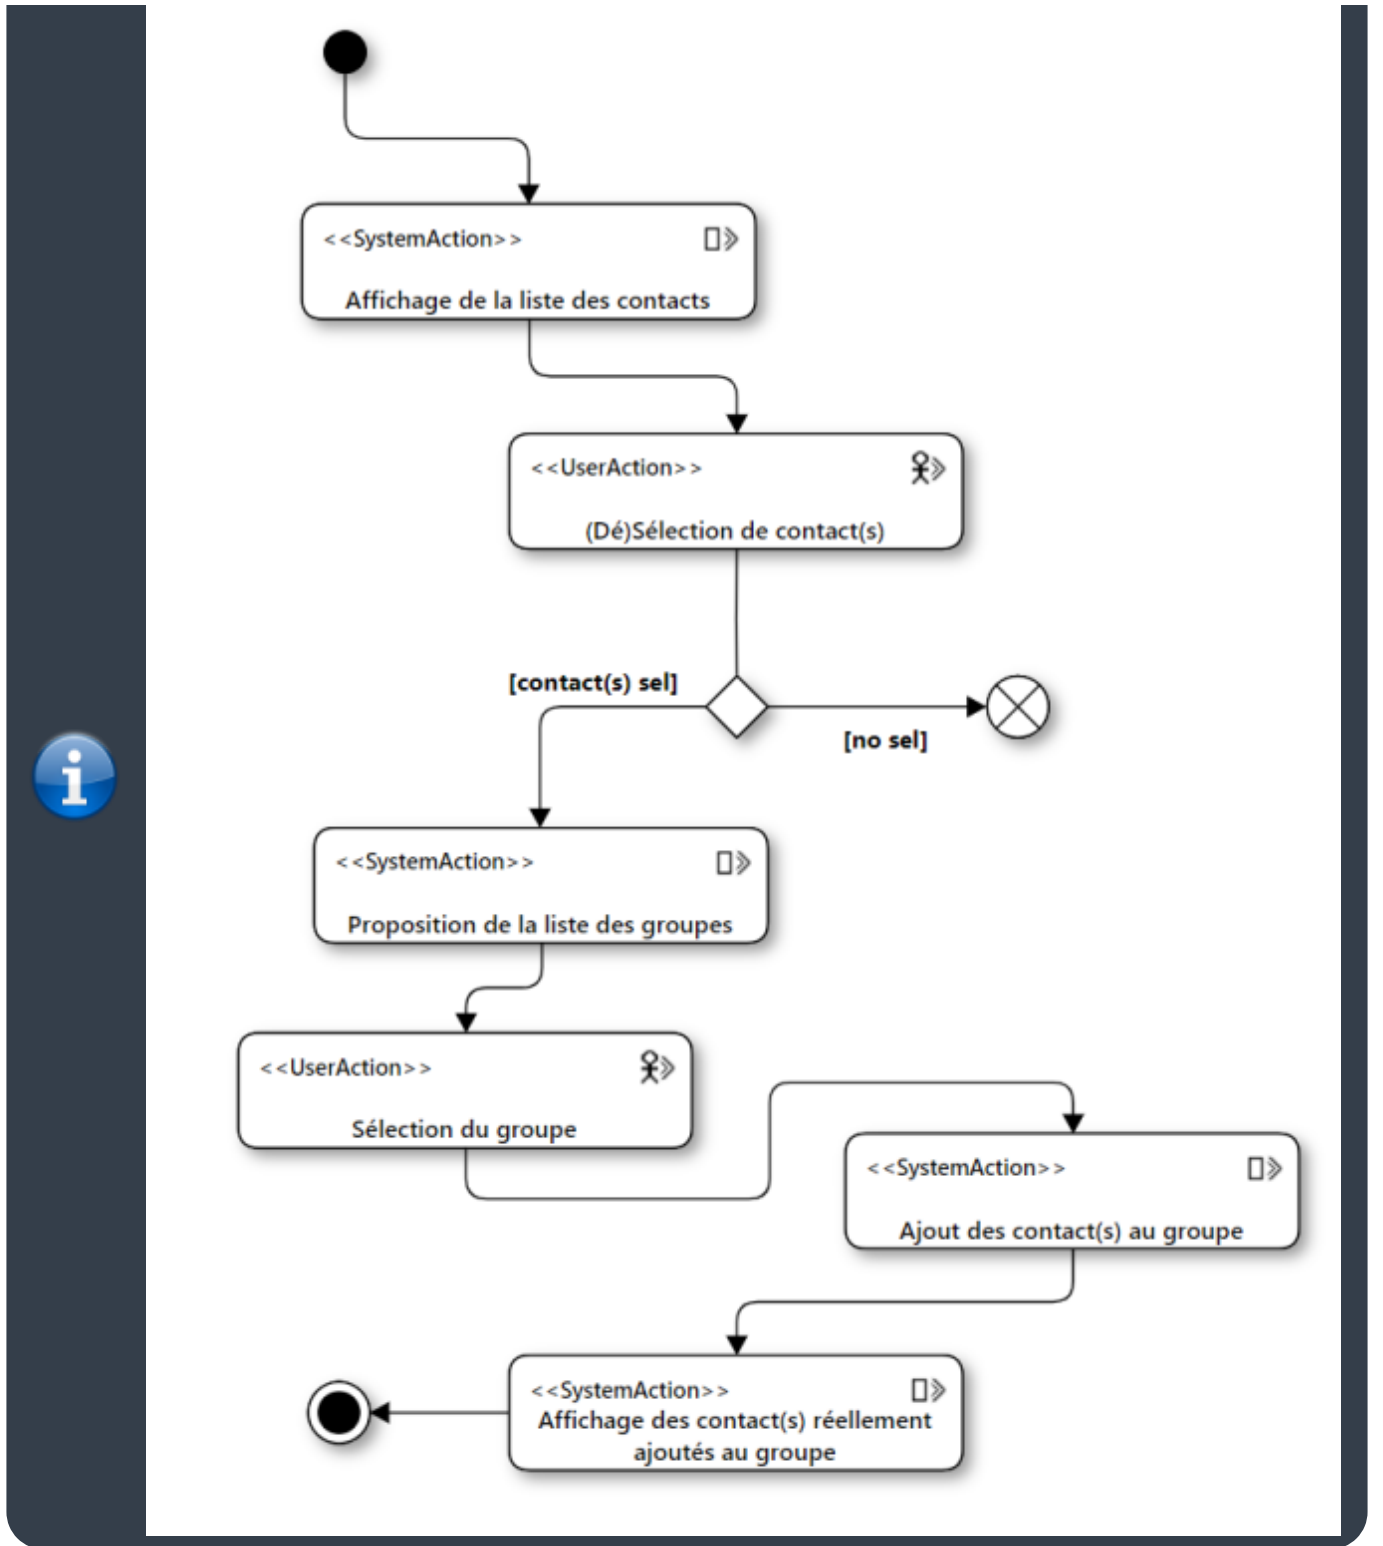 <<SystemAction>>
Affichage de la liste des contacts
<<UserAction>>
(Dé)Sélection de contact(s)
[contact(s) sel]
[no sel]
<<SystemAction>>
Proposition de la liste des groupes
<<UserAction>>
Sélection du groupe
<<SystemAction>>
Ajout des contact(s) au groupe
<<SystemAction>>
Affichage des contact(s) réellement
ajoutés au groupe